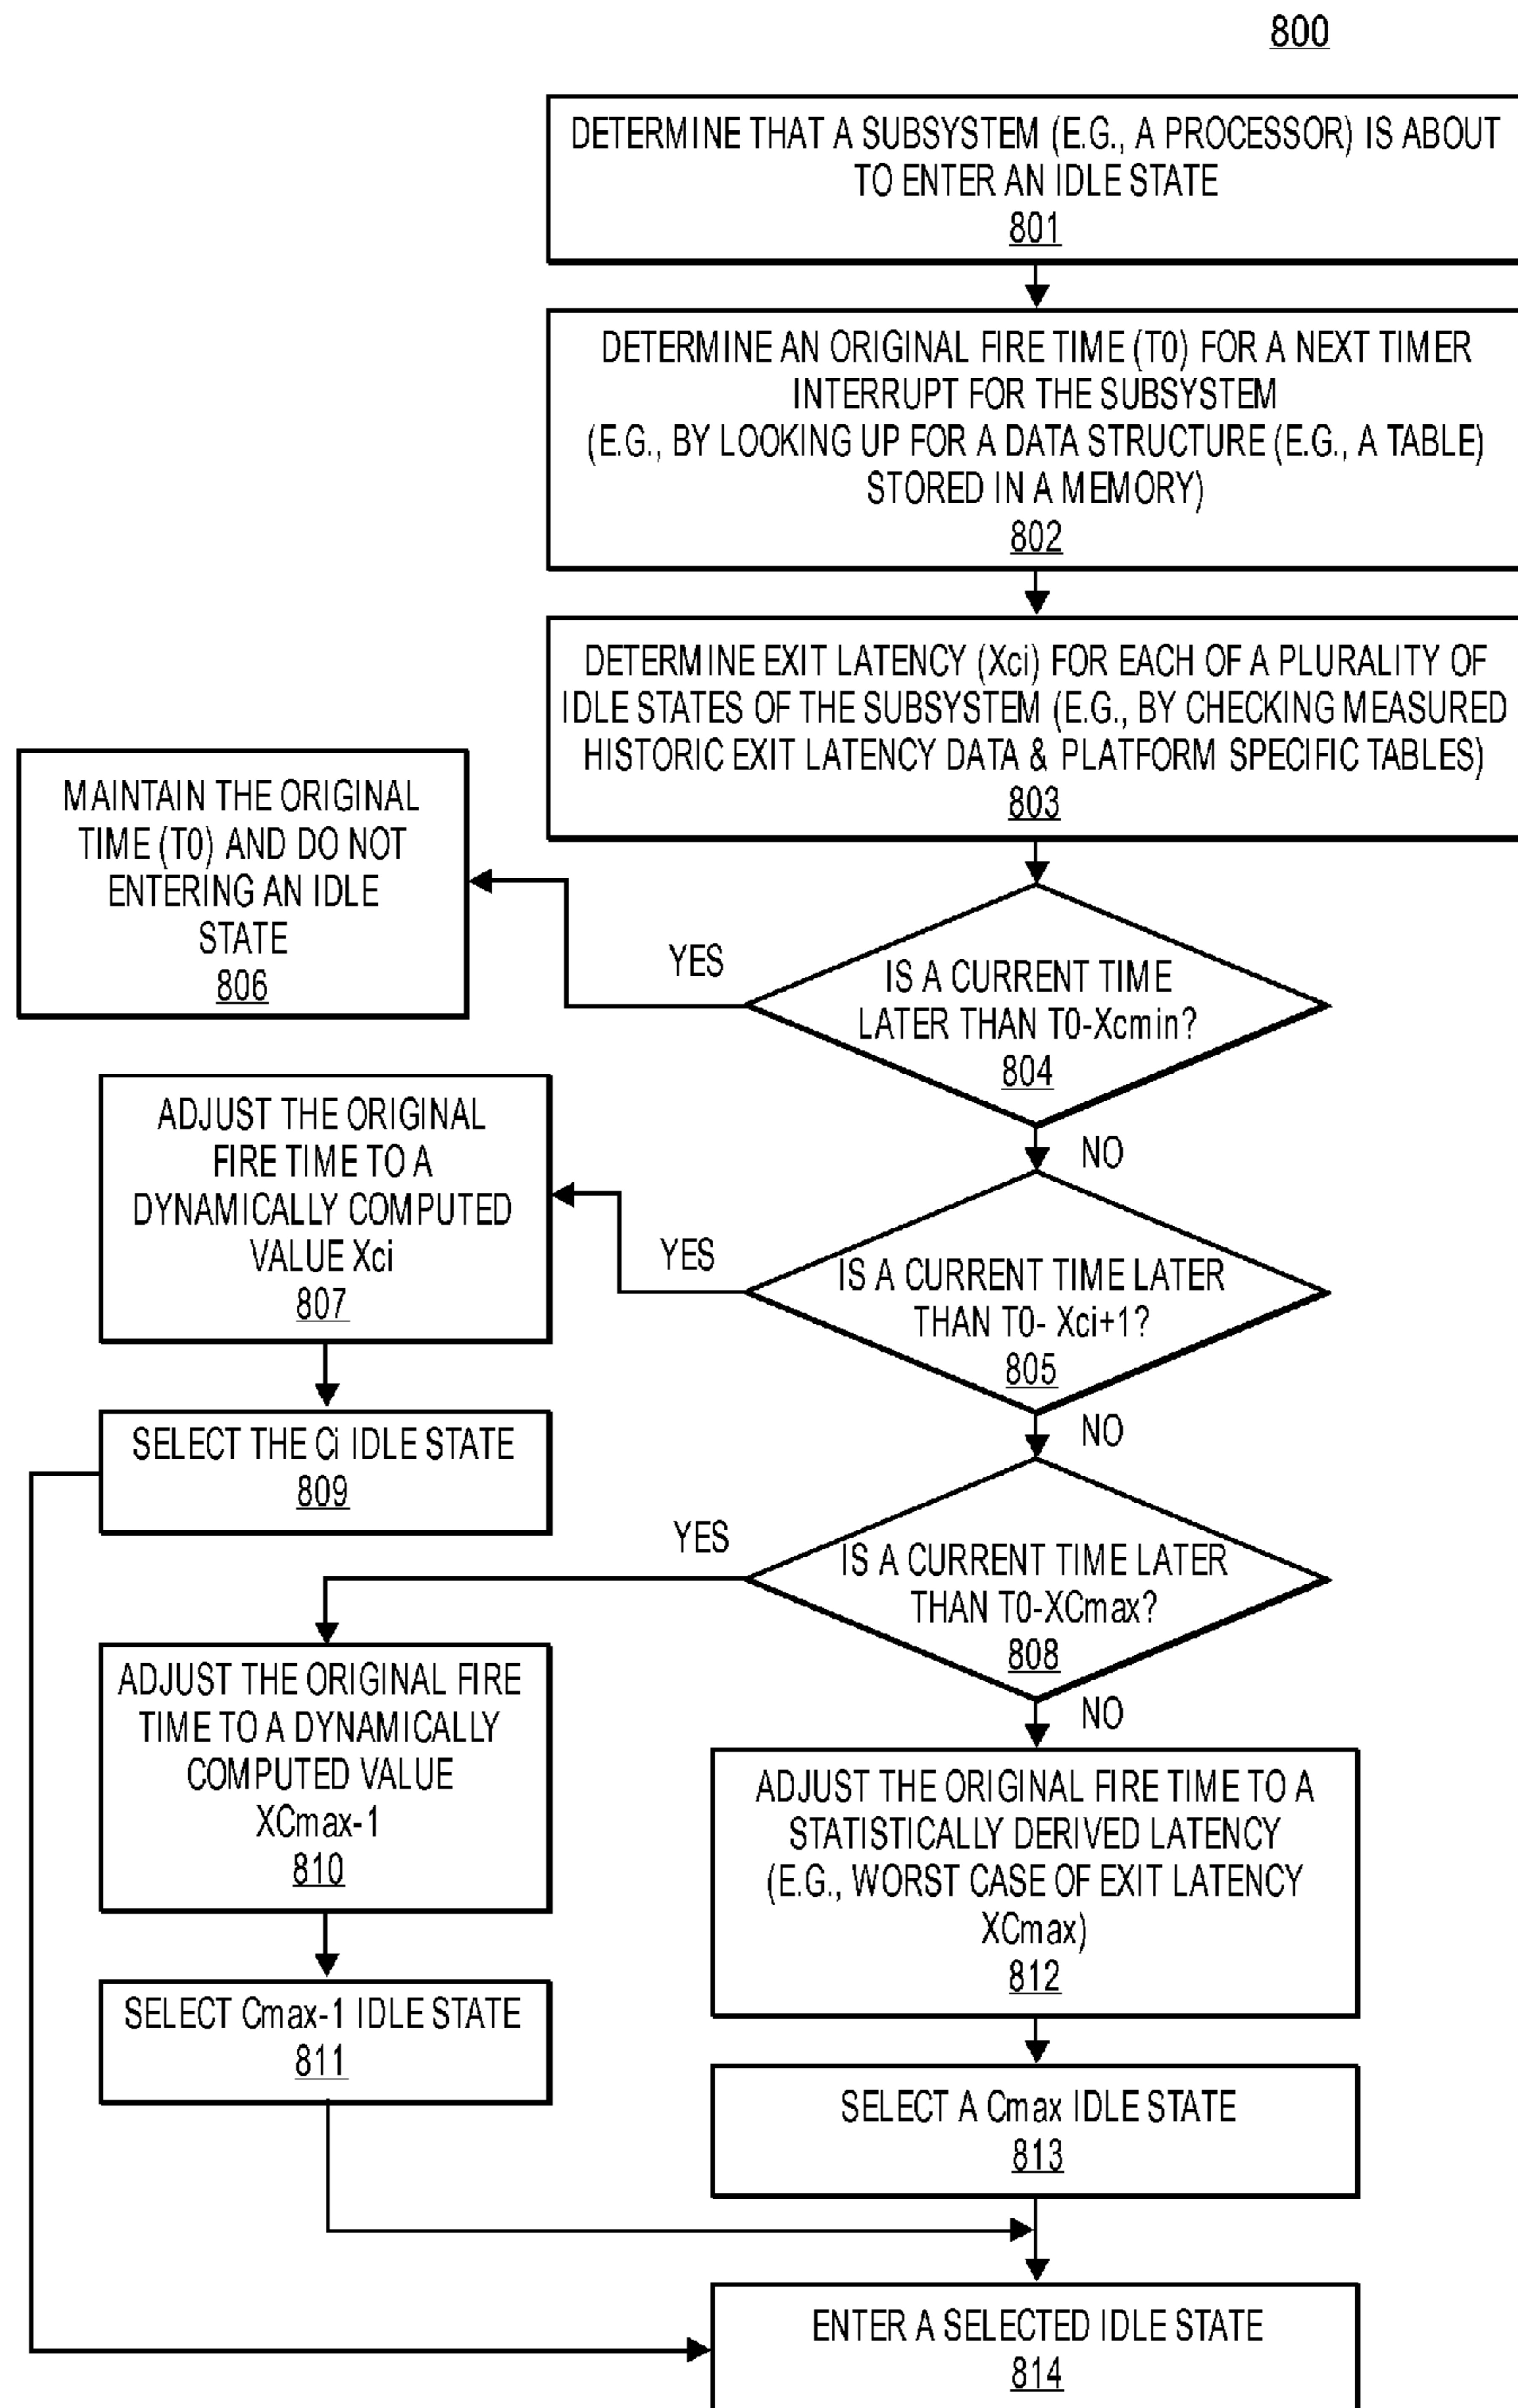 800
DETERMINE THAT A SUBSYSTEM (E.G., A PROCESSOR) IS ABOUT
TO ENTER AN IDLE STATE
801
DETERMINE AN ORIGINAL FIRE TIME (T0) FOR A NEXT TIMER
INTERRUPT FOR THE SUBSYSTEM
(E.G., BY LOOKING UP FOR A DATA STRUCTURE (E.G., A TABLE)
STORED IN A MEMORY)
802
DETERMINE EXIT LATENCY (Xci) FOR EACH OF A PLURALITY OF
IDLE STATES OF THE SUBSYSTEM (E.G., BY CHECKING MEASURED
HISTORIC EXIT LATENCY DATA & PLATFORM SPECIFIC TABLES)
803
MAINTAIN THE ORIGINAL
TIME (T0) AND DO NOT
ENTERING AN IDLE
STATE
806
YES
IS A CURRENT TIME
LATER THAN T0-Xcmin?
804
NO
ADJUST THE ORIGINAL
FIRE TIME TO A
DYNAMICALLY COMPUTED
VALUE Xci
807
YES
IS A CURRENT TIME LATER
THAN T0- Xci+1?
805
NO
SELECT THE Ci IDLE STATE
809
YES
IS A CURRENT TIME LATER
THAN T0-XCmax?
808
NO
ADJUST THE ORIGINAL FIRE
TIME TO A DYNAMICALLY
COMPUTED VALUE
XCmax-1
810
ADJUST THE ORIGINAL FIRE TIME TO A
STATISTICALLY DERIVED LATENCY
(E.G., WORST CASE OF EXIT LATENCY
XCmax)
812
SELECT Cmax-1 IDLE STATE
811
SELECT A Cmax IDLE STATE
813
ENTER A SELECTED IDLE STATE
814